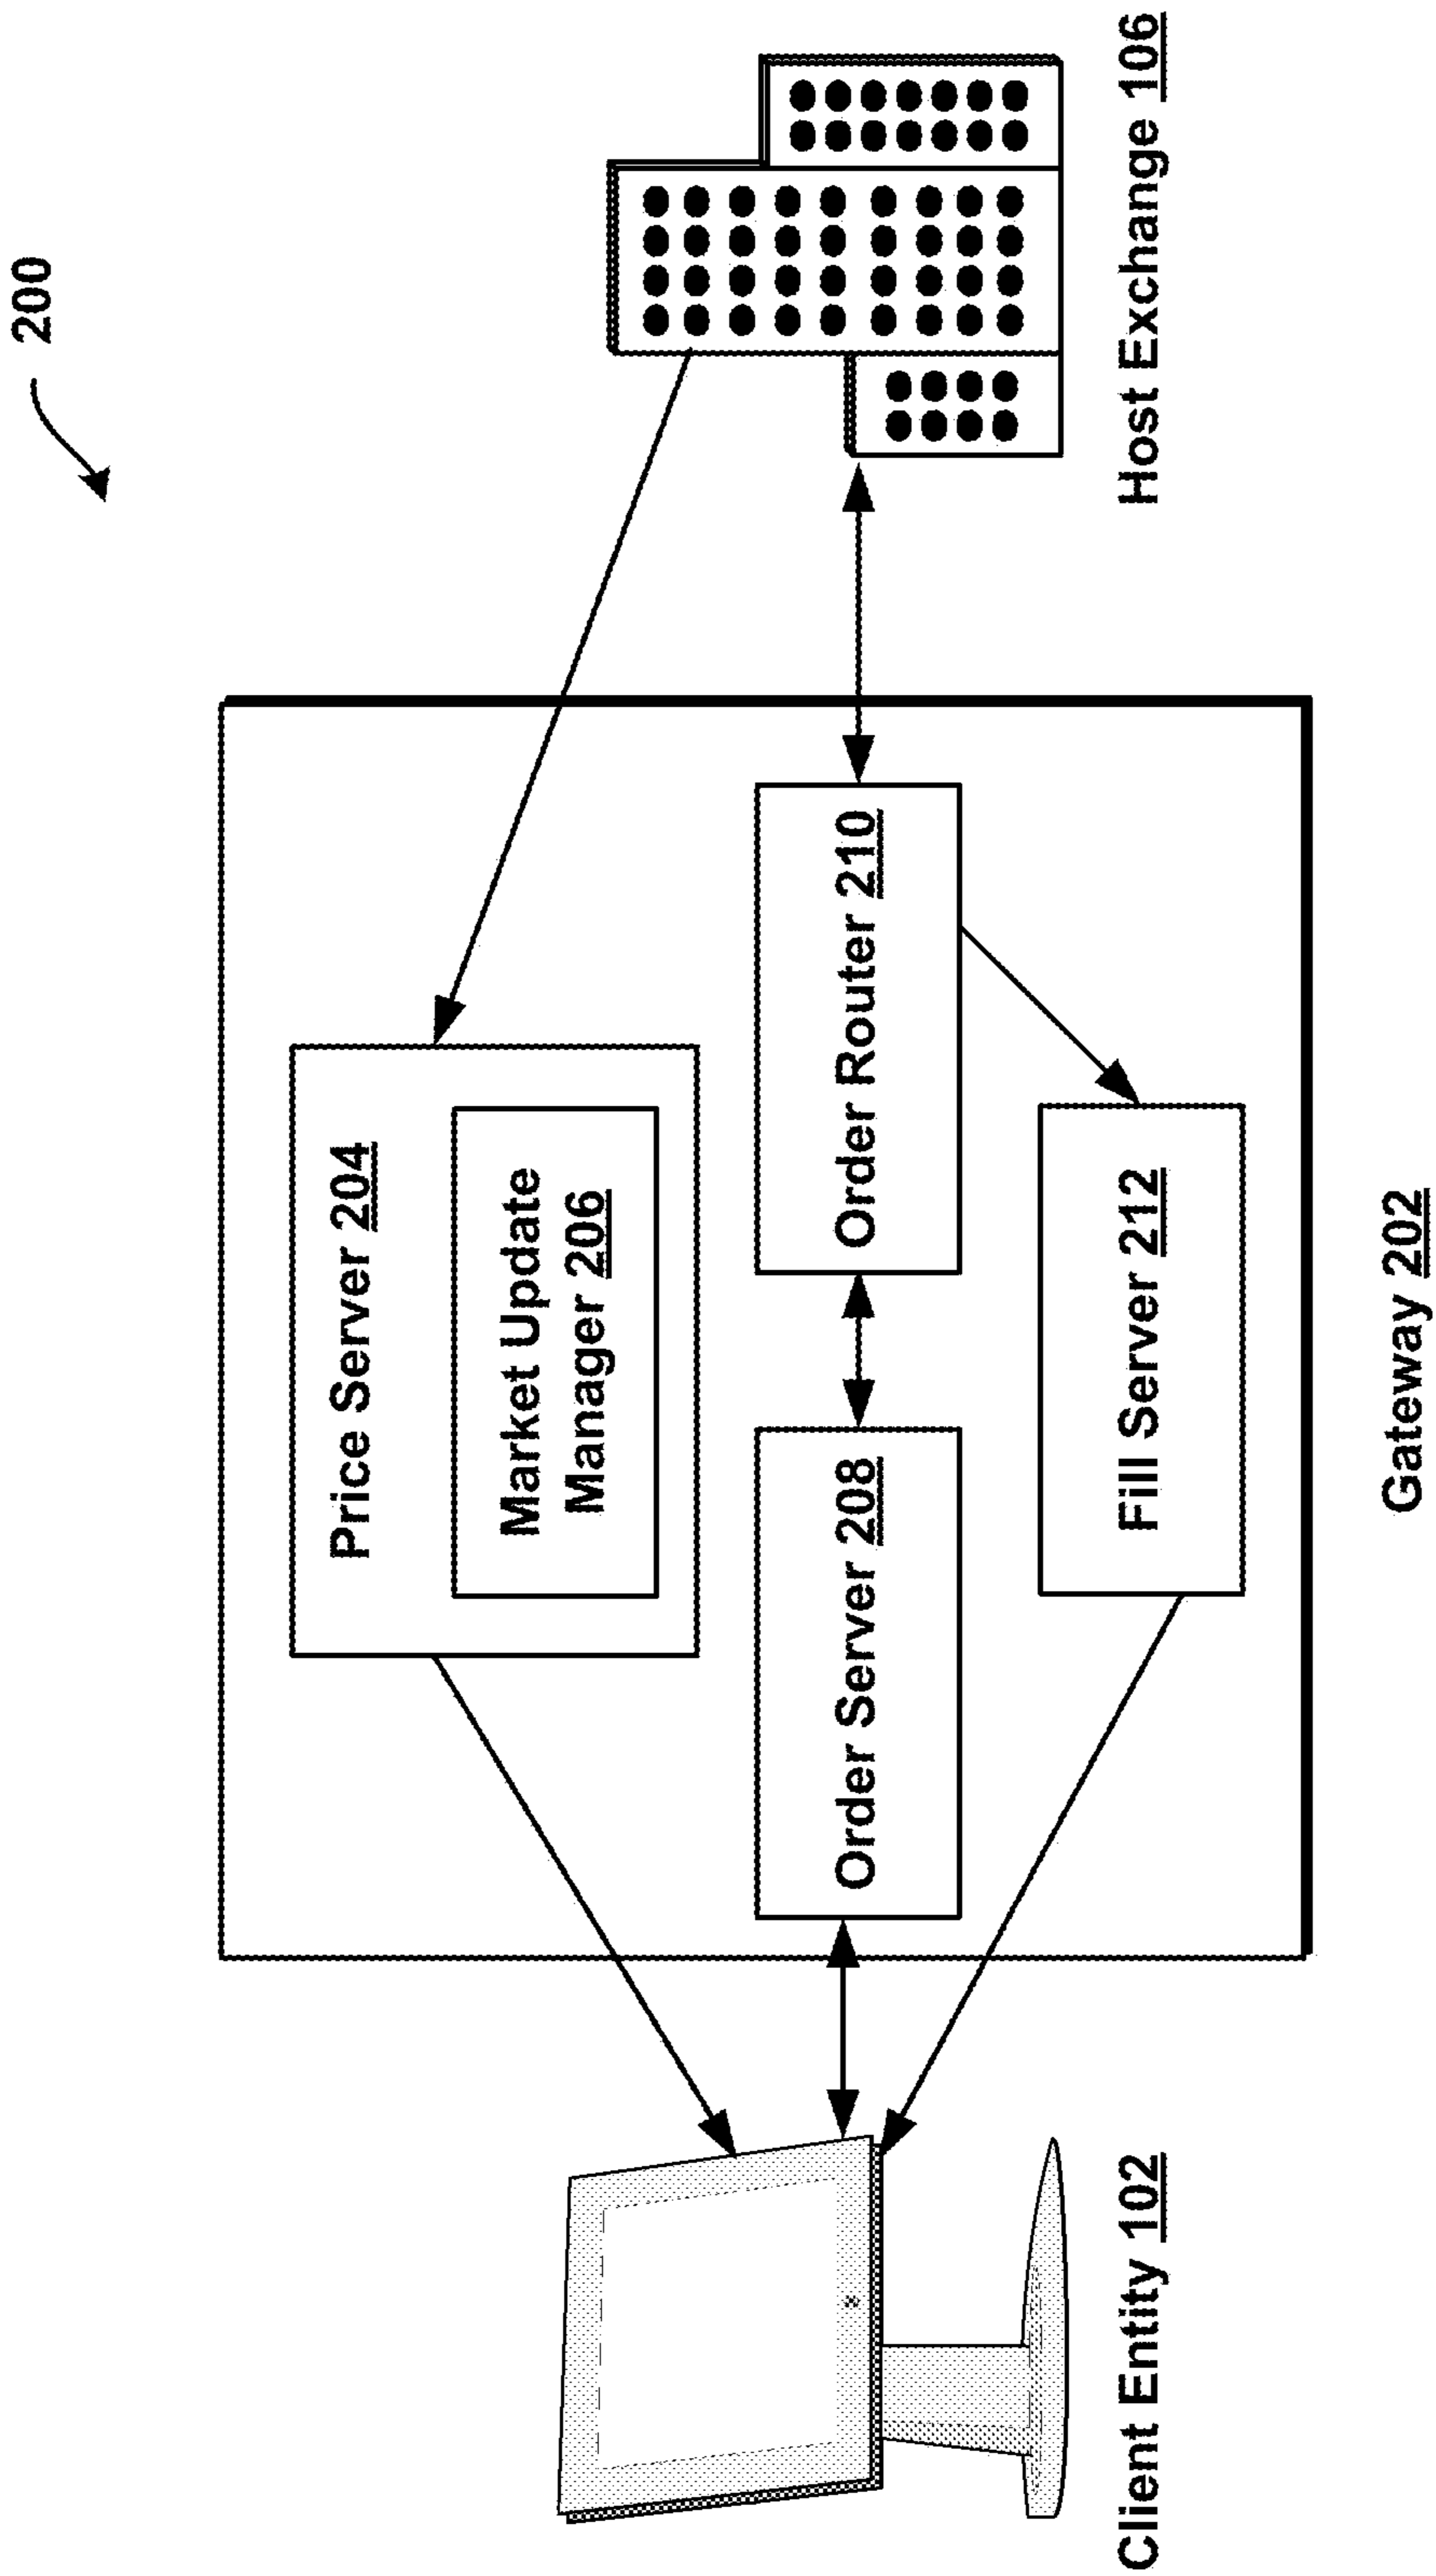 200
Price Server 204
Market Update
Manager 206
Order Server 208
Order Router 210
Fill Server 212
Client Entity 102
Host Exchange 106
Gateway 202